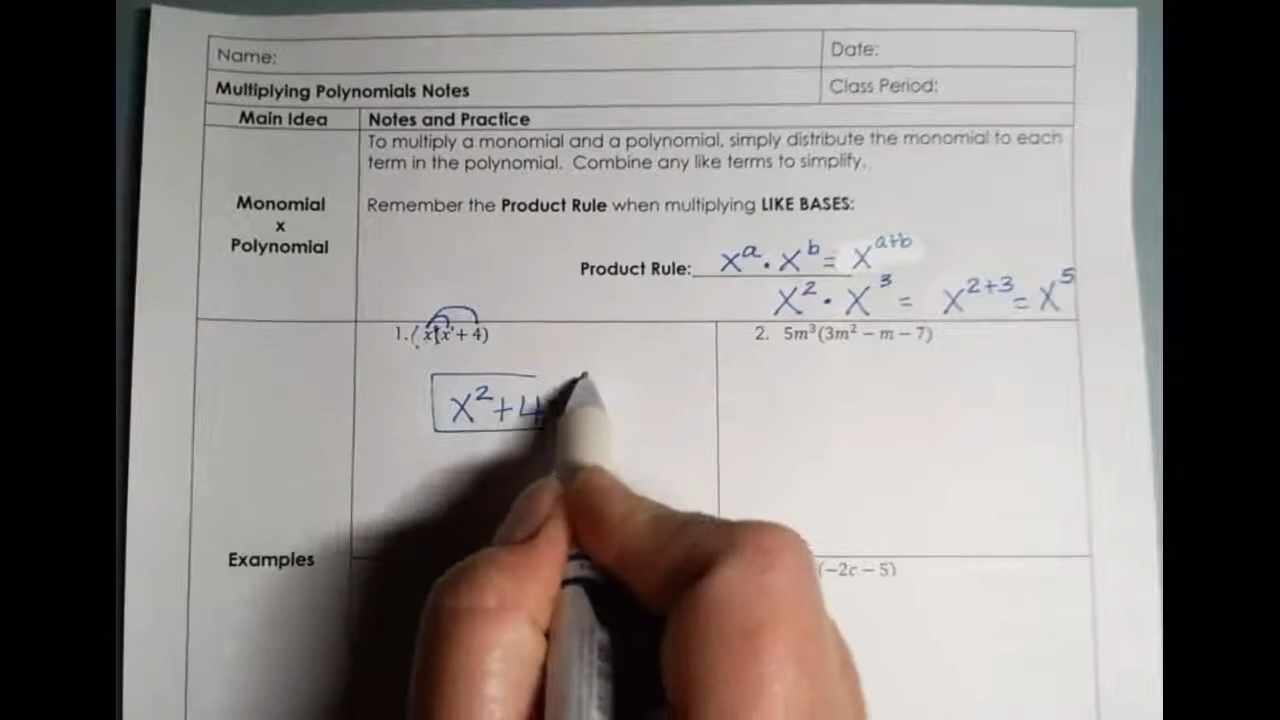 Name:
Date:
Multiplying Polynomials Notes
Class Period:
Main Idea
Notes and Practice
To multiply a monomial and a polynomial, simply distribute the monomial to each
term in the polynomial. Combine any like terms to simplify.
Monomial
x
Polynomial
Remember the Product Rule when multiplying LIKE BASES:
Product Rule: xᵃ · xᵇ = xᵃ⁺ᵇ
x² · x³ = x²⁺³ = x⁵
1. x(x + 4)
2. 5m³(3m² − m − 7)
x² + 4
Examples
(−2c − 5)